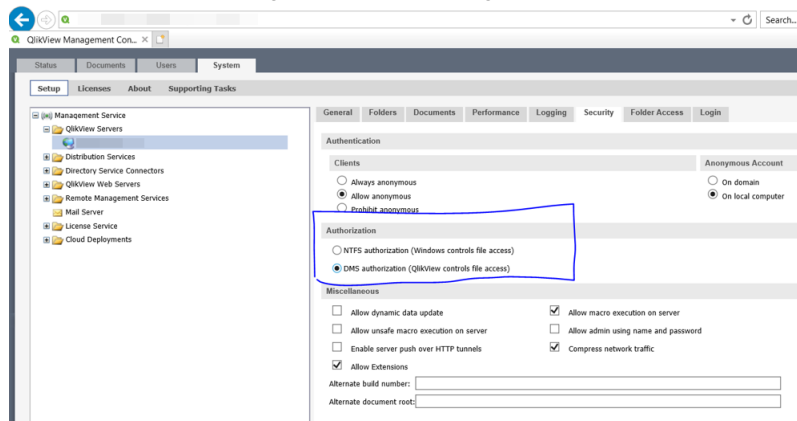 Search...
QlikView Management Con...
Status Documents Users System
Setup Licenses About Supporting Tasks
Management Service
QlikView Servers
Distribution Services
Directory Service Connectors
QlikView Web Servers
Remote Management Services
Mail Server
License Service
Cloud Deployments
General Folders Documents Performance Logging Security Folder Access Login
Authentication
Clients Anonymous Account
Always anonymous On domain
Allow anonymous On local computer
Prohibit anonymous
Authorization
NTFS authorization (Windows controls file access)
DMS authorization (QlikView controls file access)
Miscellaneous
Allow dynamic data update Allow macro execution on server
Allow unsafe macro execution on server Allow admin using name and password
Enable server push over HTTP tunnels Compress network traffic
Allow Extensions
Alternate build number:
Alternate document root: